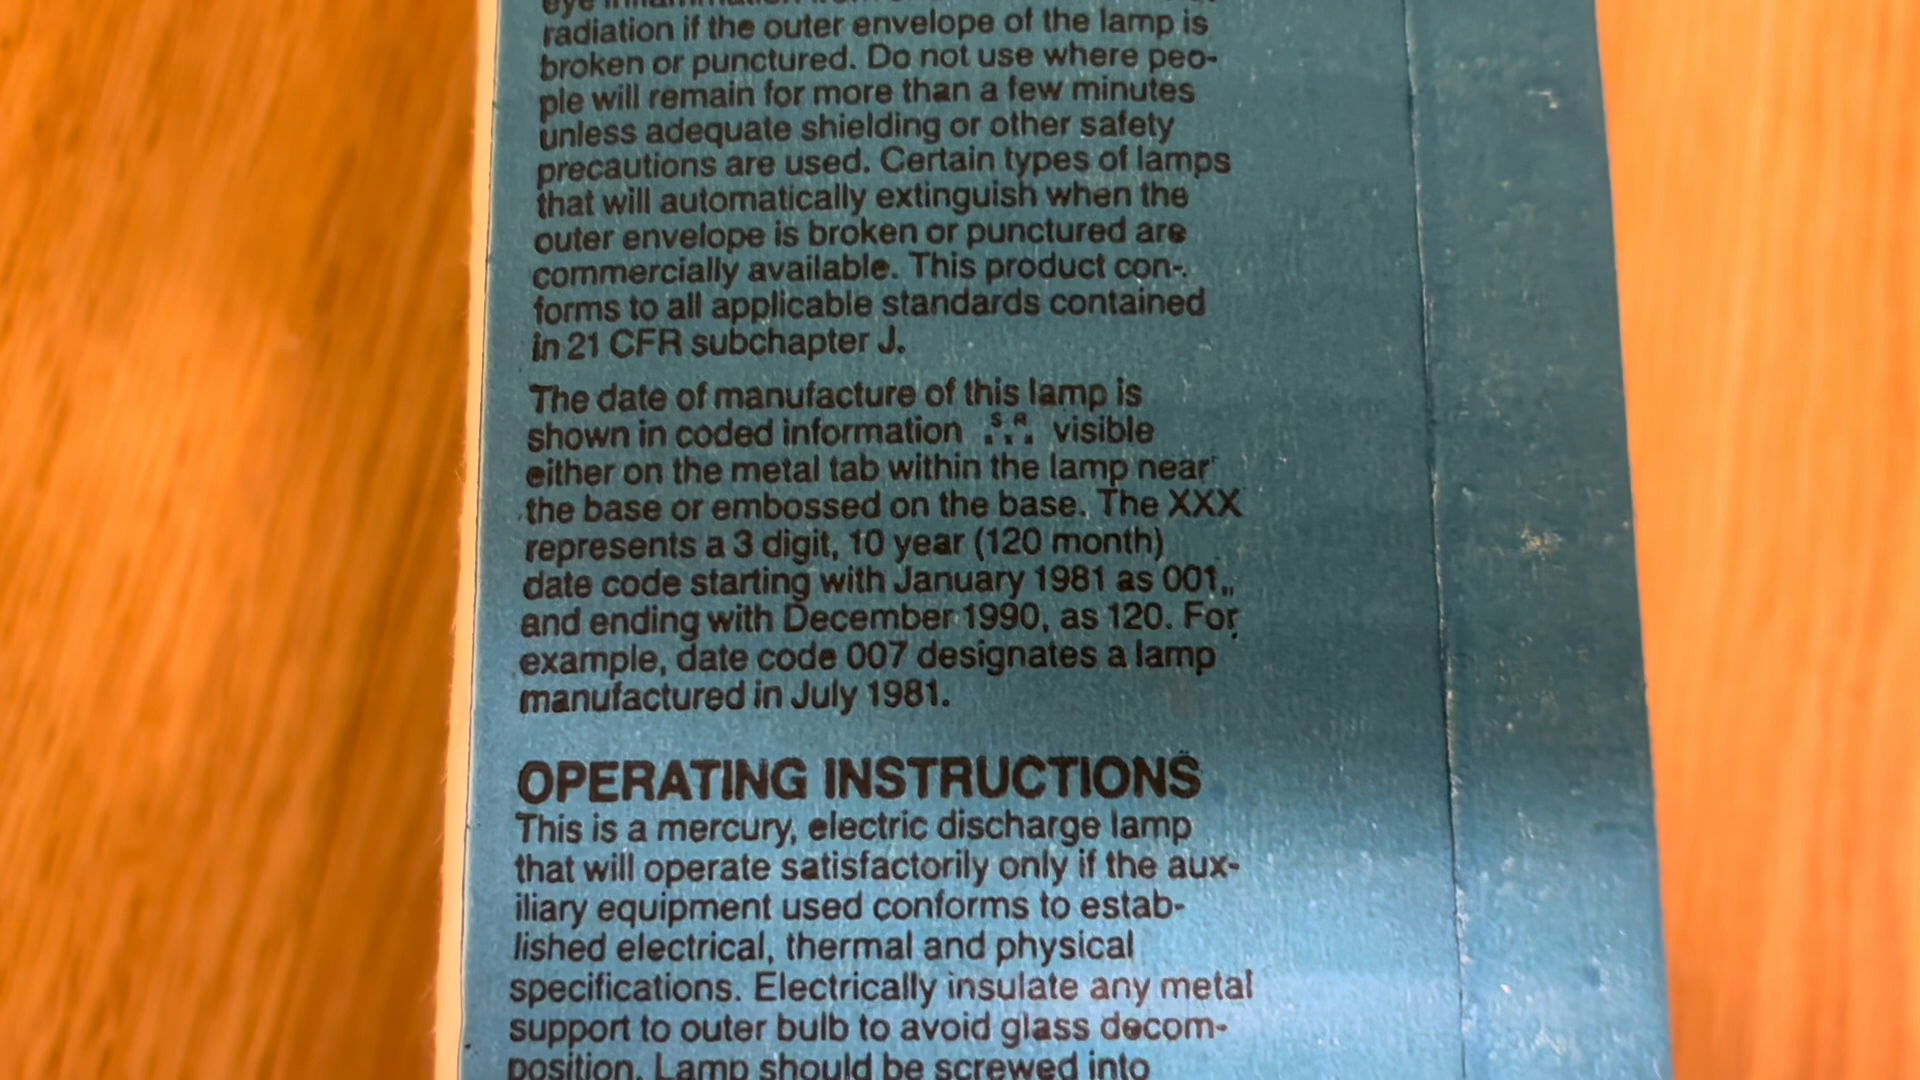 radiation if the outer envelope of the lamp is
broken or punctured. Do not use where peo-
ple will remain for more than a few minutes
unless adequate shielding or other safety
precautions are used. Certain types of lamps
that will automatically extinguish when the
outer envelope is broken or punctured are
commercially available. This product con-
forms to all applicable standards contained
in 21 CFR subchapter J.
The date of manufacture of this lamp is
shown in coded information visible
either on the metal tab within the lamp near
the base or embossed on the base. The XXX
represents a 3 digit, 10 year (120 month)
date code starting with January 1981 as 001,
and ending with December 1990, as 120. For
example, date code 007 designates a lamp
manufactured in July 1981.
OPERATING INSTRUCTIONS
This is a mercury, electric discharge lamp
that will operate satisfactorily only if the aux-
iliary equipment used conforms to estab-
lished electrical, thermal and physical
specifications. Electrically insulate any metal
support to outer bulb to avoid glass decom-
position. Lamp should be screwed into